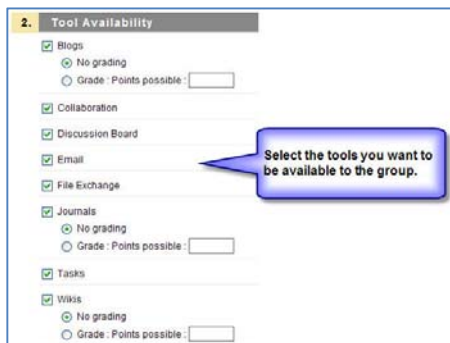 2. Tool Availability
Blogs
No grading
Grade : Points possible :
Collaboration
Discussion Board
Email
File Exchange
Journals
No grading
Grade : Points possible :
Tasks
Wikis
No grading
Grade : Points possible :
Select the tools you want to
be available to the group.